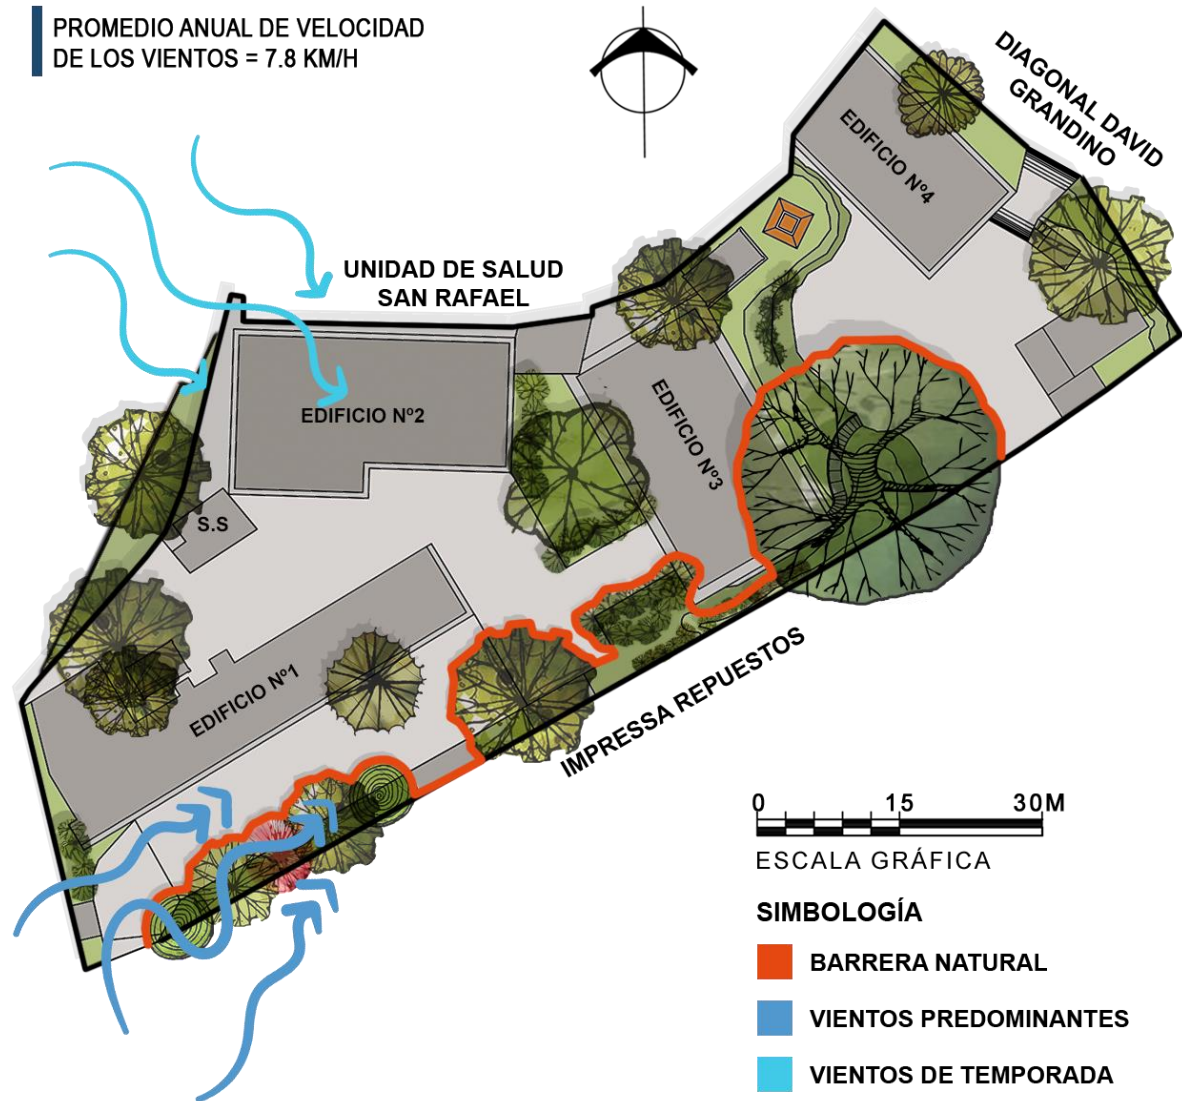 PROMEDIO ANUAL DE VELOCIDAD
DE LOS VIENTOS = 7.8 KM/H
DIAGONAL DAVID
GRANDINO
EDIFICIO Nº4
UNIDAD DE SALUD
SAN RAFAEL
EDIFICIO Nº2
EDIFICIO Nº3
S.S
EDIFICIO Nº1
IMPRESSA REPUESTOS
0 15 30M
ESCALA GRÁFICA
SIMBOLOGÍA
BARRERA NATURAL
VIENTOS PREDOMINANTES
VIENTOS DE TEMPORADA